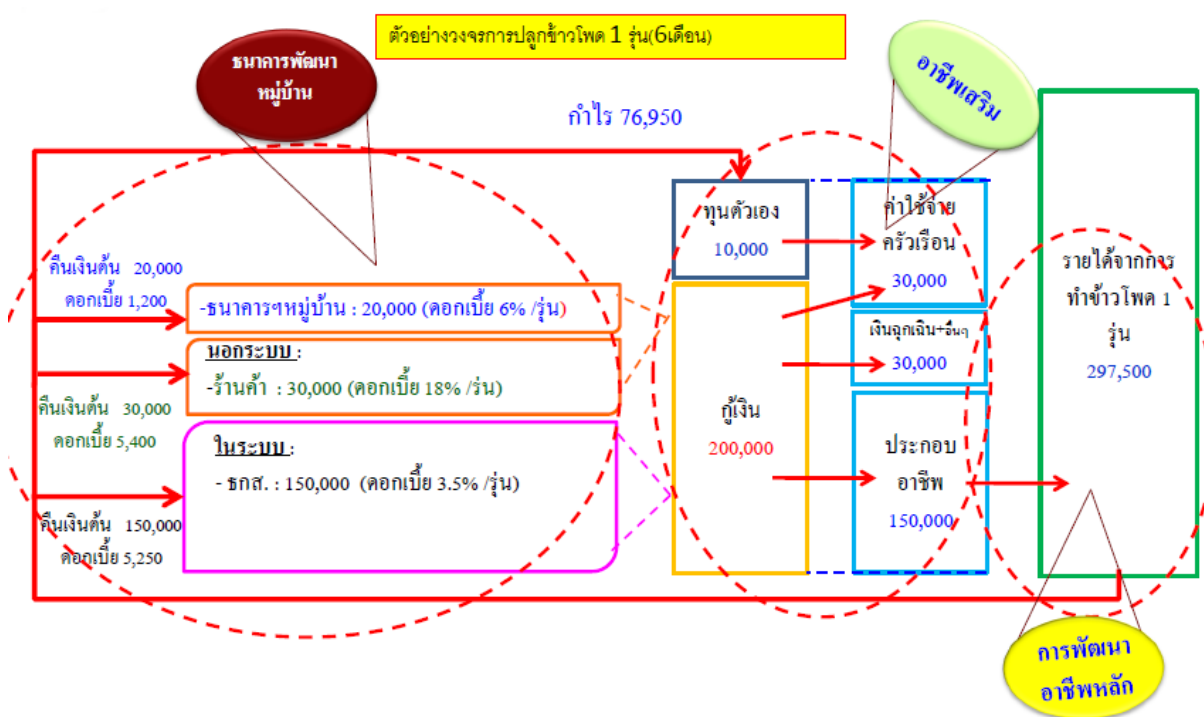 ตัวอย่างวงจรการปลูกข้าวโพด 1 รุ่น(6เดือน)
ธนาคารพัฒนา
หมู่บ้าน
อาชีพเสริม
กำไร 76,950
ทุนตัวเอง
10,000
ค่าใช้จ่าย
ครัวเรือน
30,000
รายได้จากการ
ทำข้าวโพด 1
รุ่น
297,500
คืนเงินต้น 20,000
ดอกเบี้ย 1,200
-ธนาคารฯหมู่บ้าน : 20,000 (ดอกเบี้ย 6% /รุ่น)
เงินฉุกเฉิน+อื่นๆ
30,000
นอกระบบ :
-ร้านค้า : 30,000 (ดอกเบี้ย 18% /รุ่น)
คืนเงินต้น 30,000
ดอกเบี้ย 5,400
กู้เงิน
200,000
ในระบบ :
- ธกส. : 150,000 (ดอกเบี้ย 3.5% /รุ่น)
ประกอบ
อาชีพ
150,000
คืนเงินต้น 150,000
ดอกเบี้ย 5,250
การพัฒนา
อาชีพหลัก